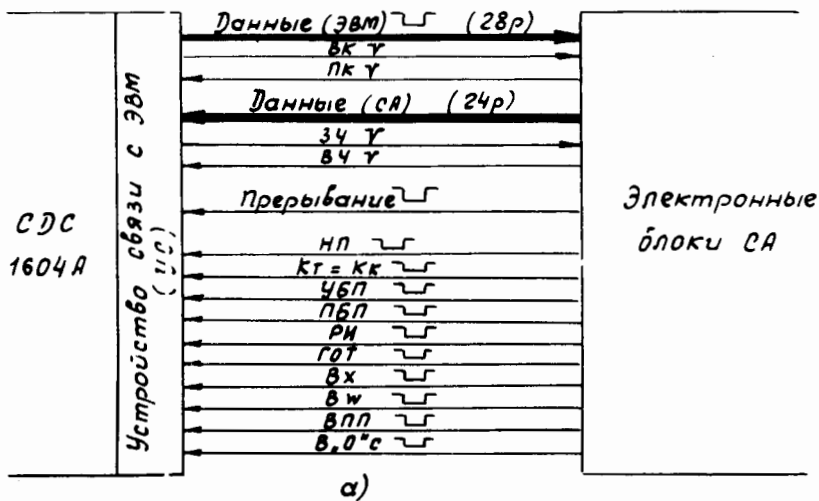 Данные (ЭВМ) (28р)
ВК
ПК
Данные (СА) (24р)
ЗЧ
ВЧ
Прерывание
НП
Кт = Кк
УБП
ПБП
РИ
ГОТ
Вх
Вw
ВПП
В„0"с
CDC
1604А
Устройство связи с ЭВМ
Электронные
блоки СА
а)